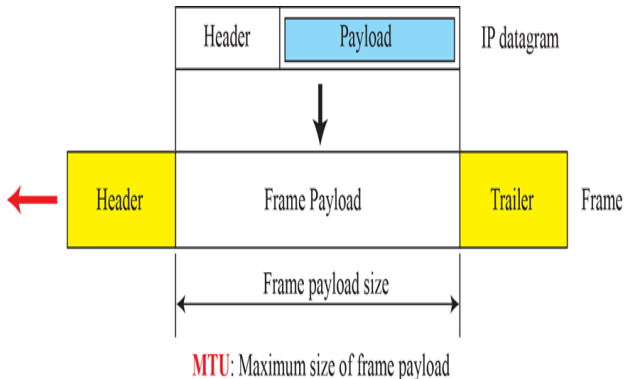 Header Payload IP datagram
Header Frame Payload Trailer Frame
Frame payload size
MTU: Maximum size of frame payload